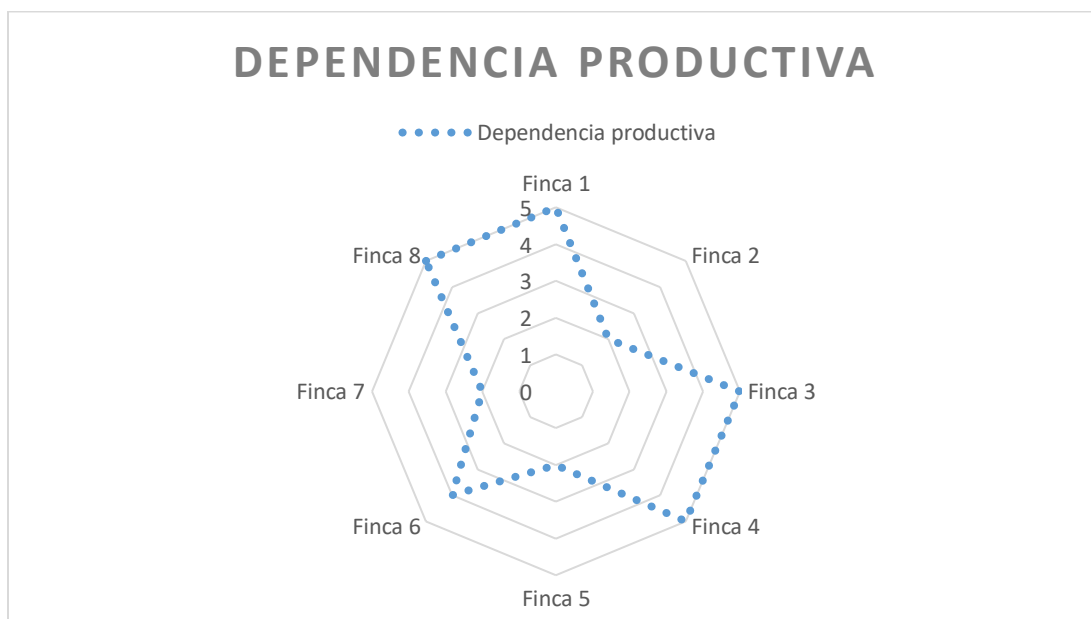 DEPENDENCIA PRODUCTIVA
Dependencia productiva
Finca 1
5
Finca 8
4
Finca 2
3
2
1
Finca 7
0
Finca 3
Finca 6
Finca 4
Finca 5